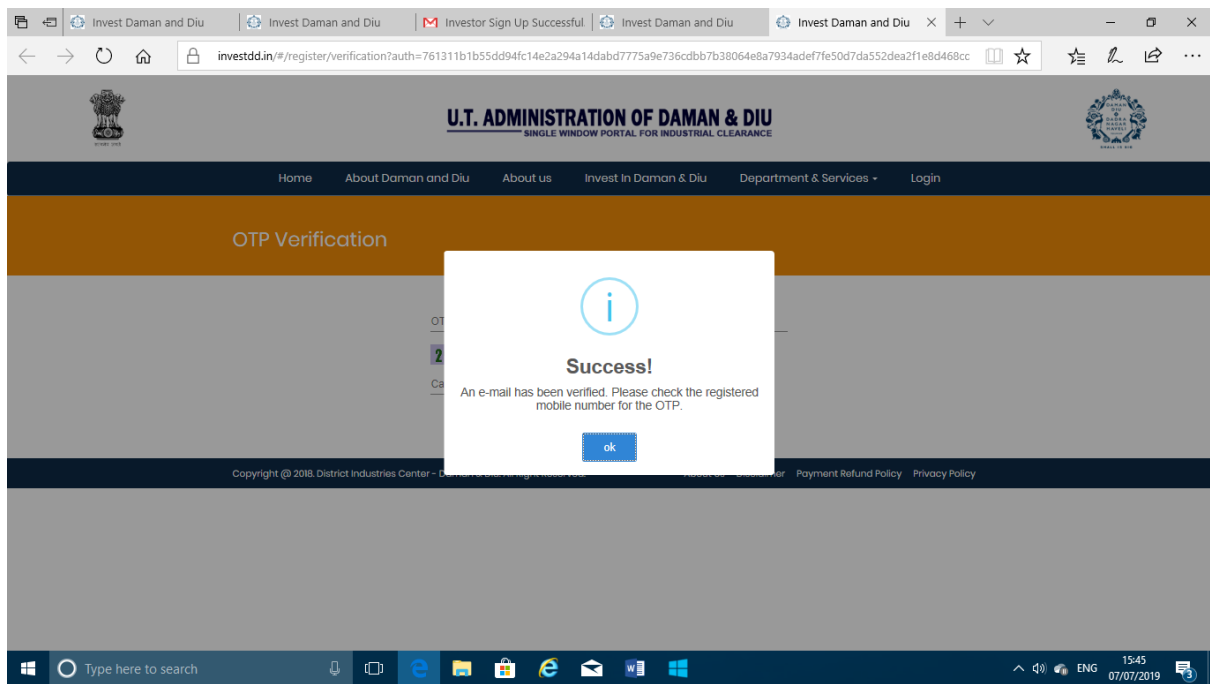 Invest Daman and Diu
Invest Daman and Diu
Investor Sign Up Successful.
Invest Daman and Diu
Invest Daman and Diu
investdd.in/#/register/verification?auth=761311b1b55dd94fc14e2a294a14dabd7775a9e736cdbb7b38064e8a7934adef7fe50d7da552dea2f1e8d468cc
U.T. ADMINISTRATION OF DAMAN & DIU
SINGLE WINDOW PORTAL FOR INDUSTRIAL CLEARANCE
Home About Daman and Diu About us Invest In Daman & Diu Department & Services Login
OTP Verification
OT
2
Ca
i
Success!
An e-mail has been verified. Please check the registered
mobile number for the OTP.
ok
Copyright @ 2018. District Industries Center - Payment Refund Policy Privacy Policy
Type here to search
ENG
15:45
07/07/2019
3